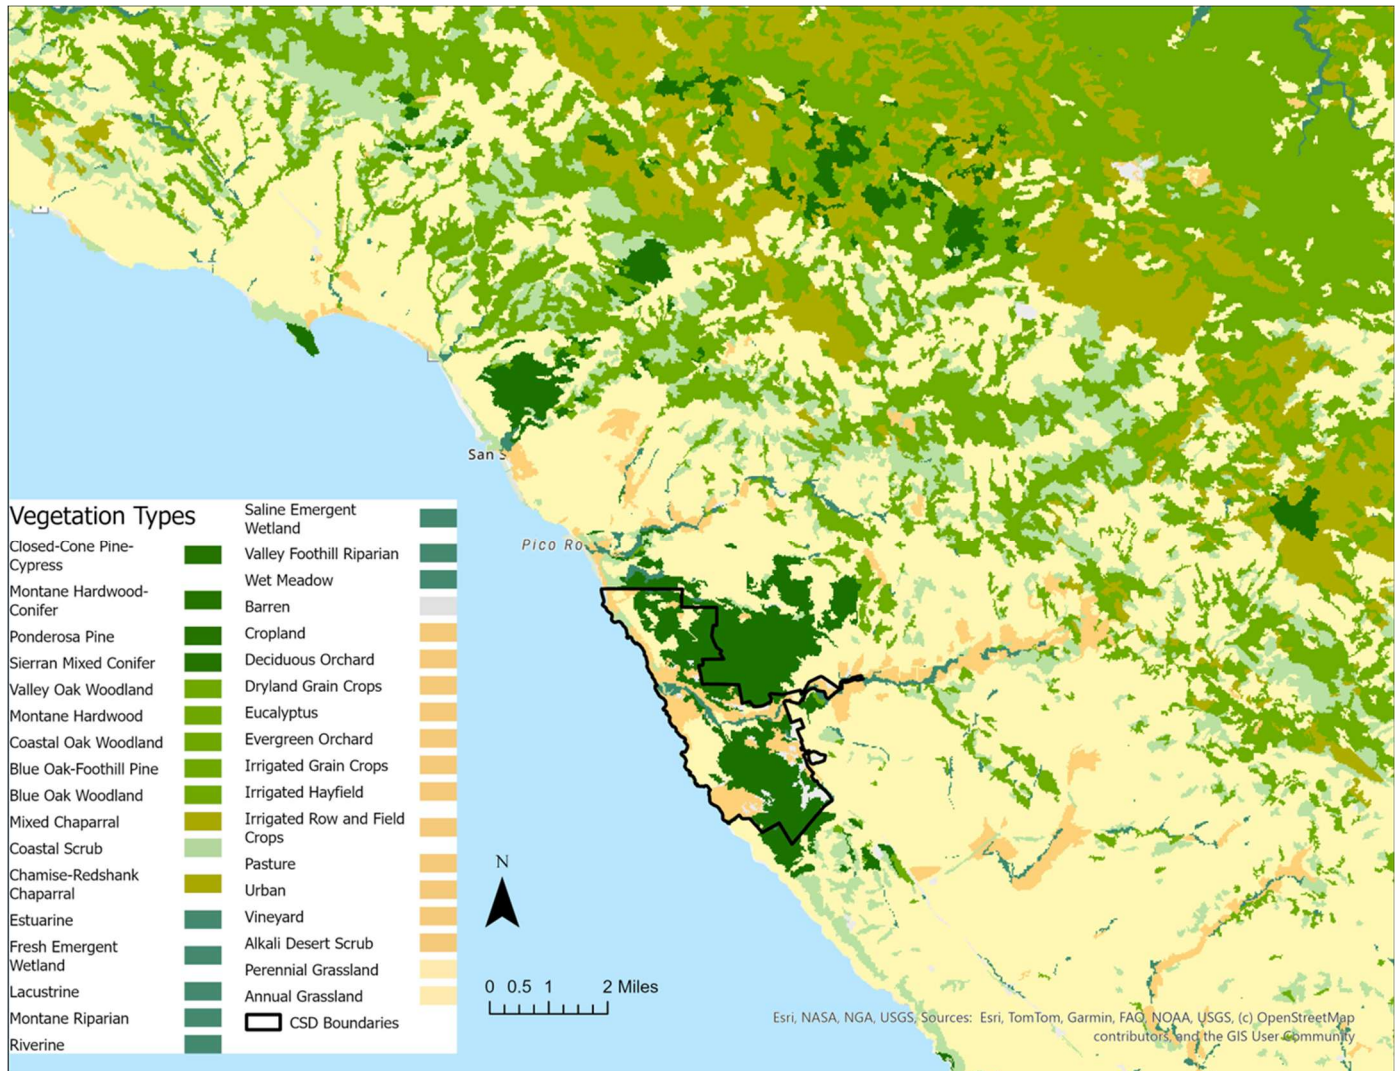 San S
Pico Ro
Vegetation Types
Closed-Cone Pine-
Cypress
Montane Hardwood-
Conifer
Ponderosa Pine
Sierran Mixed Conifer
Valley Oak Woodland
Montane Hardwood
Coastal Oak Woodland
Blue Oak-Foothill Pine
Blue Oak Woodland
Mixed Chaparral
Coastal Scrub
Chamise-Redshank
Chaparral
Estuarine
Fresh Emergent
Wetland
Lacustrine
Montane Riparian
Riverine
Saline Emergent
Wetland
Valley Foothill Riparian
Wet Meadow
Barren
Cropland
Deciduous Orchard
Dryland Grain Crops
Eucalyptus
Evergreen Orchard
Irrigated Grain Crops
Irrigated Hayfield
Irrigated Row and Field
Crops
Pasture
Urban
Vineyard
Alkali Desert Scrub
Perennial Grassland
Annual Grassland
CSD Boundaries
N
0 0.5 1 2 Miles
Esri, NASA, NGA, USGS, Sources: Esri, TomTom, Garmin, FAO, NOAA, USGS, (c) OpenStreetMap
contributors, and the GIS User Community